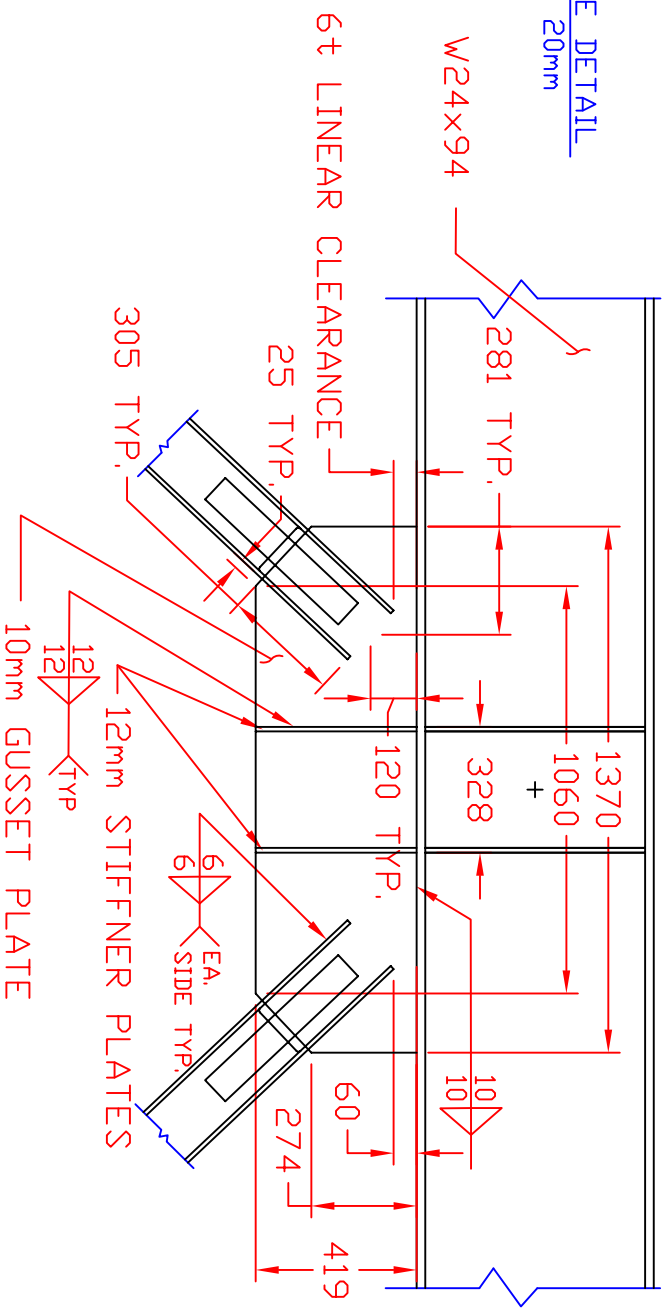 E DETAIL
20mm
W24x94
6t LINEAR CLEARANCE
281 TYP.
25 TYP.
305 TYP.
1370
1060
328
120 TYP.
10
10
60
274
419
12
12
TYP
6
6
EA.
SIDE TYP.
12mm STIFFNER PLATES
10mm GUSSET PLATE